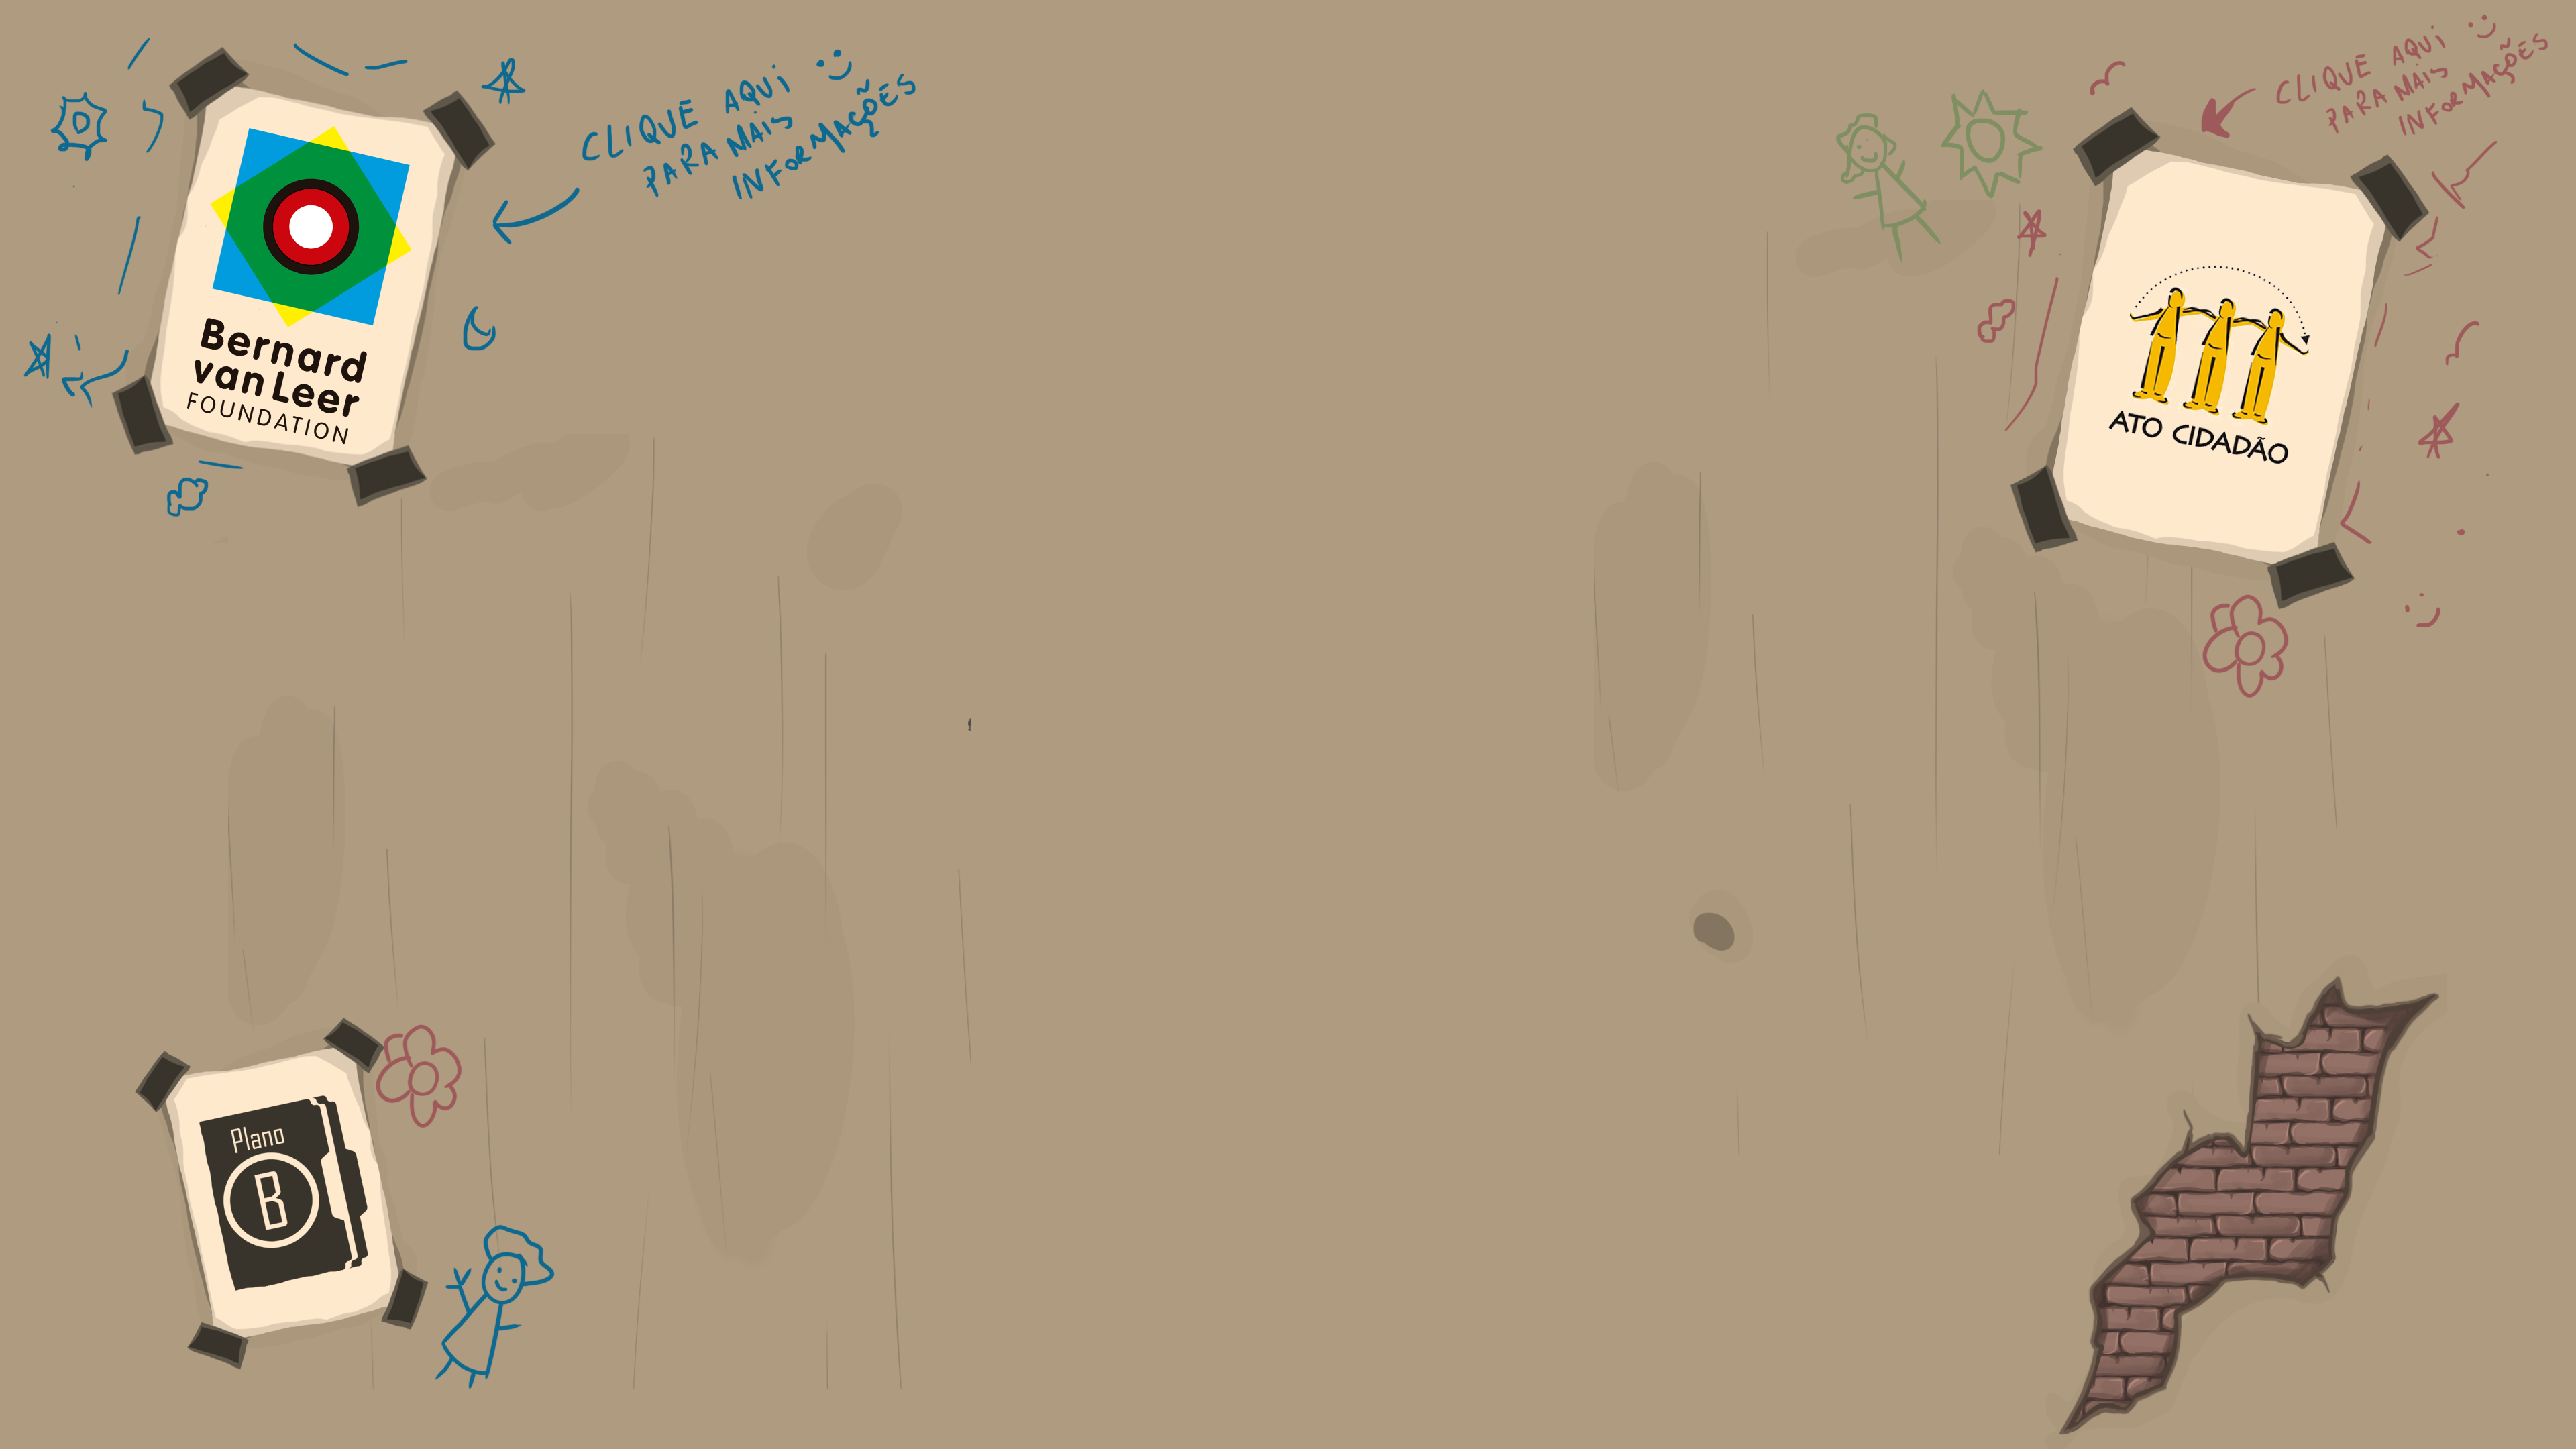 CLIQUE AQUI
PARA MAIS
INFORMAÇÕES
Bernard
van Leer
FOUNDATION
CLIQUE AQUI
PARA MAIS
INFORMAÇÕES
ATO CIDADÃO
Plano
B